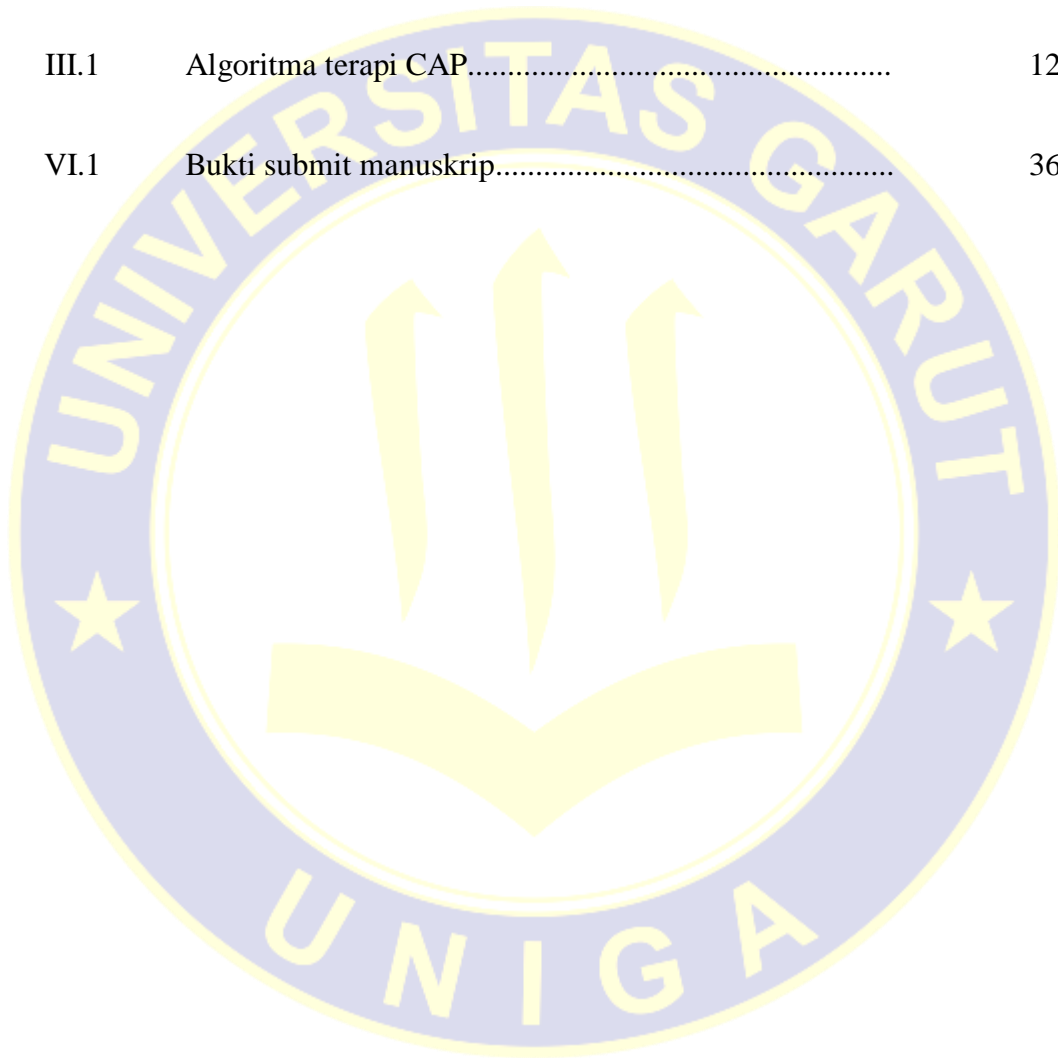 III.1 Algoritma terapi CAP..................................................... 12
VI.1 Bukti submit manuskrip.................................................. 36
UNIVERSITAS GARUT
UNIGA